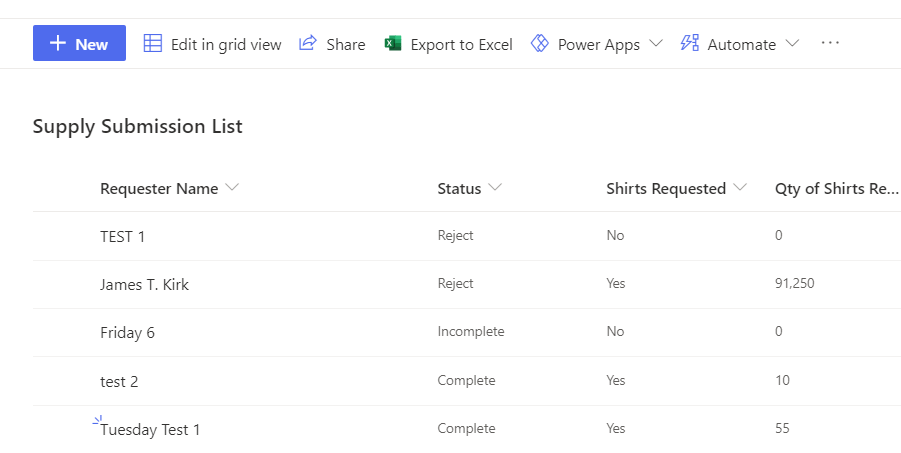 New Edit in grid view Share Export to Excel Power Apps Automate ...
Supply Submission List
Requester Name Status Shirts Requested Qty of Shirts Re...
TEST 1 Reject No 0
James T. Kirk Reject Yes 91,250
Friday 6 Incomplete No 0
test 2 Complete Yes 10
Tuesday Test 1 Complete Yes 55